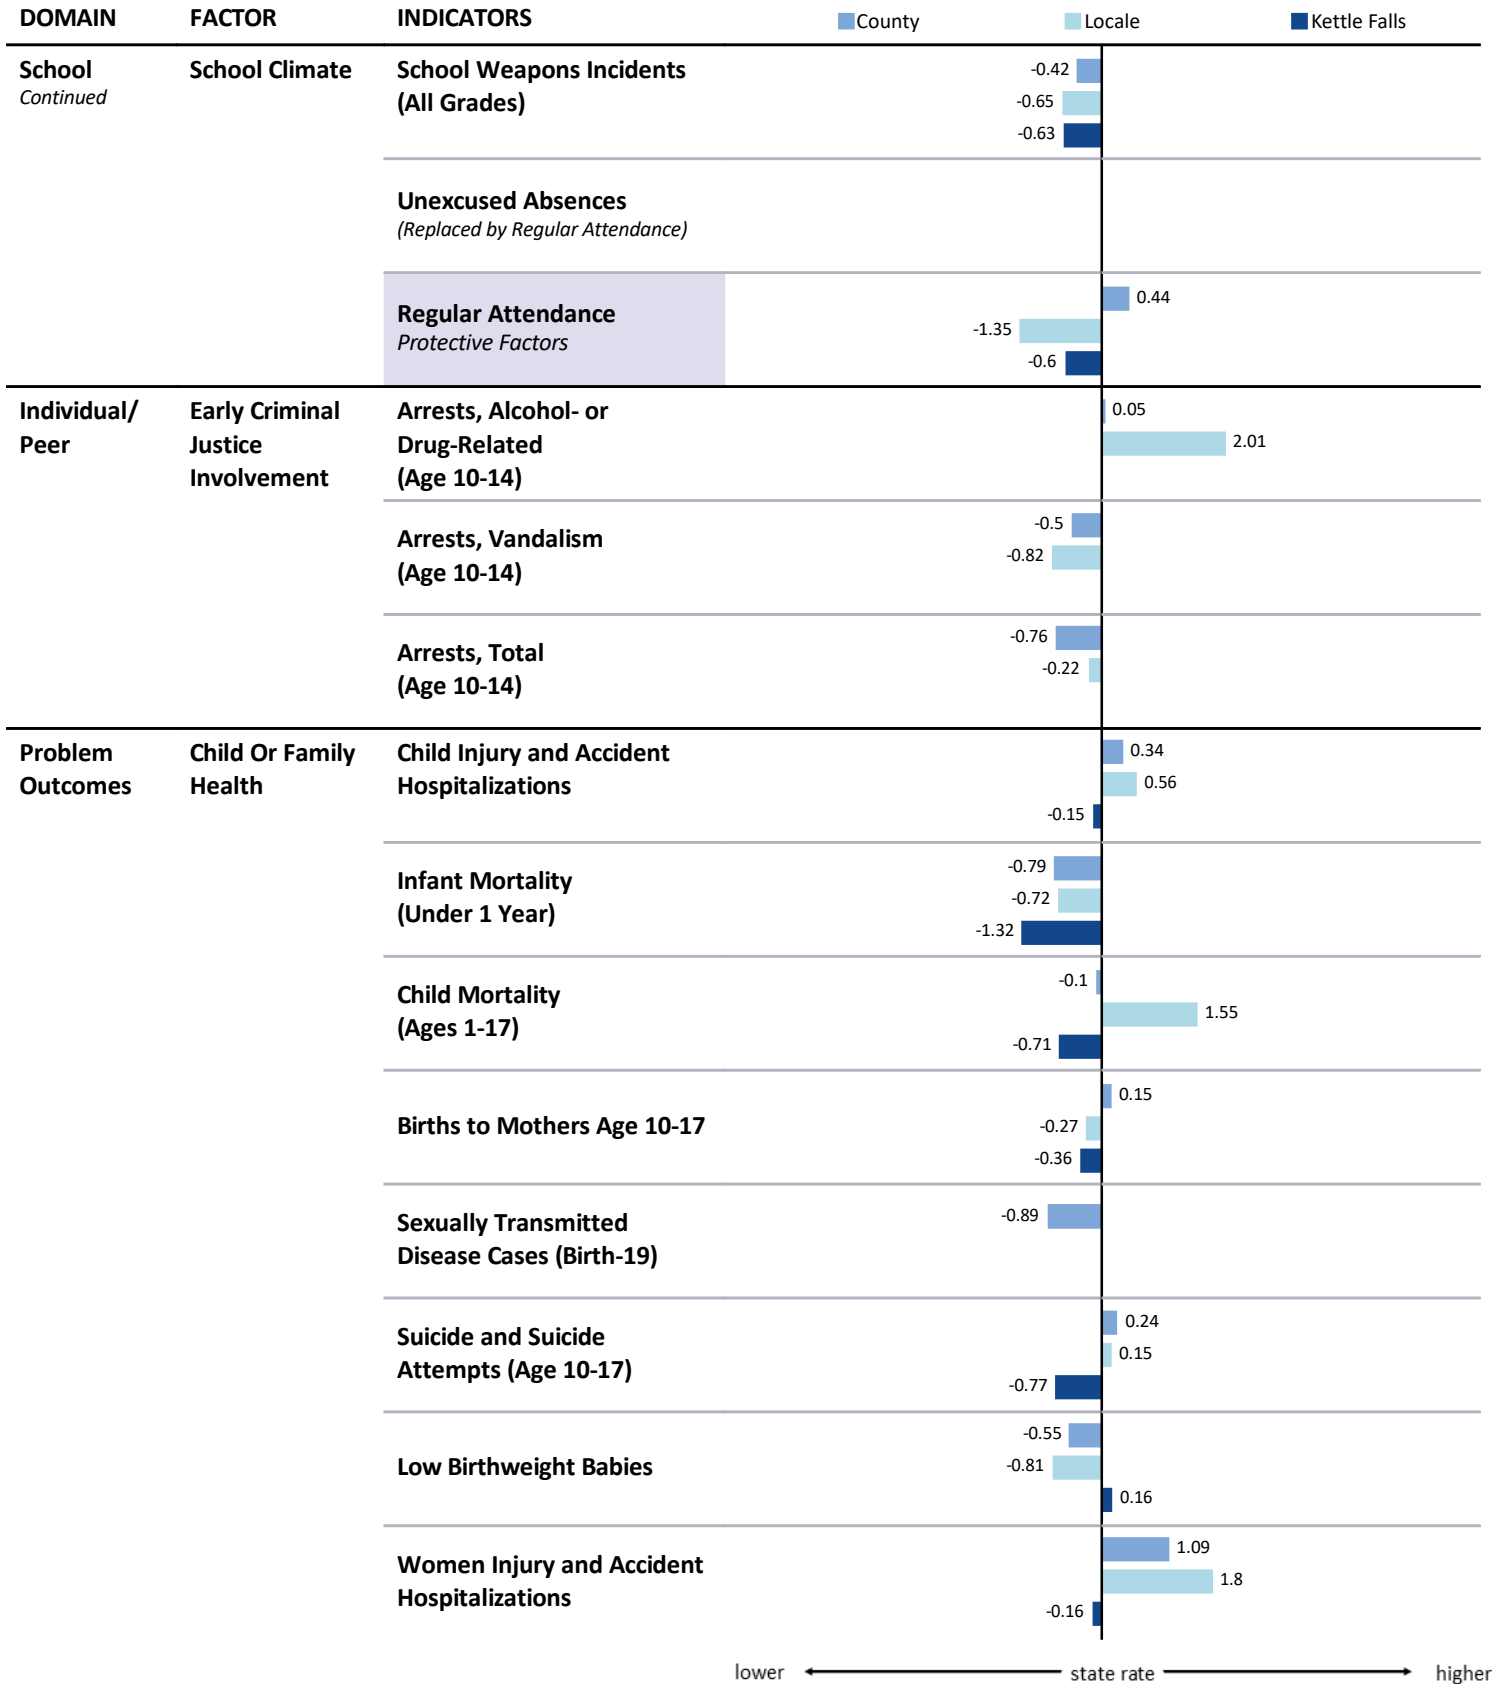 DOMAIN FACTOR INDICATORS County Locale Kettle Falls
School School Climate School Weapons Incidents
Continued
(All Grades)
-0.42
-0.65
-0.63
Unexcused Absences
(Replaced by Regular Attendance)
Regular Attendance
Protective Factors
0.44
-1.35
-0.6
Individual/
Peer
Early Criminal
Justice
Involvement
Arrests, Alcohol- or
Drug-Related
(Age 10-14)
0.05
2.01
Arrests, Vandalism
(Age 10-14)
-0.5
-0.82
Arrests, Total
(Age 10-14)
-0.76
-0.22
Problem
Outcomes
Child Or Family
Health
Child Injury and Accident
Hospitalizations
0.34
0.56
-0.15
Infant Mortality
(Under 1 Year)
-0.79
-0.72
-1.32
Child Mortality
(Ages 1-17)
-0.1
1.55
-0.71
Births to Mothers Age 10-17
0.15
-0.27
-0.36
Sexually Transmitted
Disease Cases (Birth-19)
-0.89
Suicide and Suicide
Attempts (Age 10-17)
0.24
0.15
-0.77
Low Birthweight Babies
-0.55
-0.81
0.16
Women Injury and Accident
Hospitalizations
1.09
1.8
-0.16
lower state rate higher